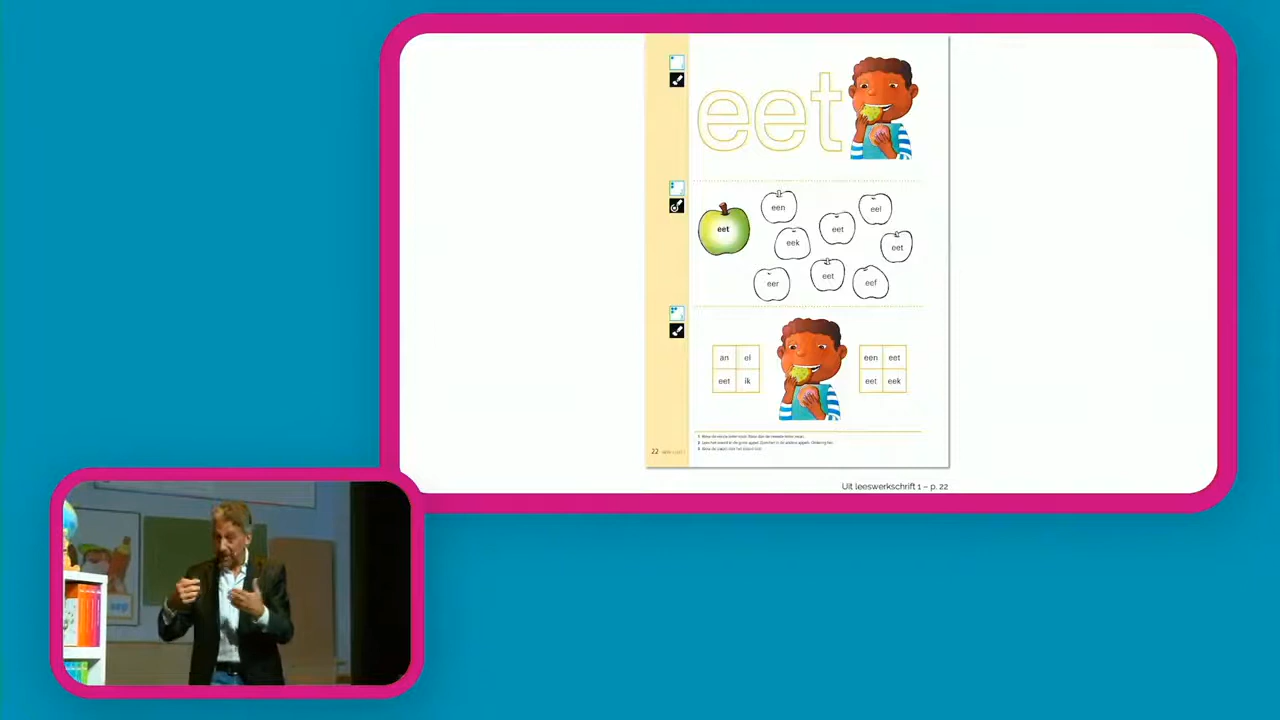 eet
een
eel
eet
eet
eek
eet
eet
eer
eef
an el
eet ik
een eet
eet eek
22
Uit leeswerkschrift 1 – p. 22